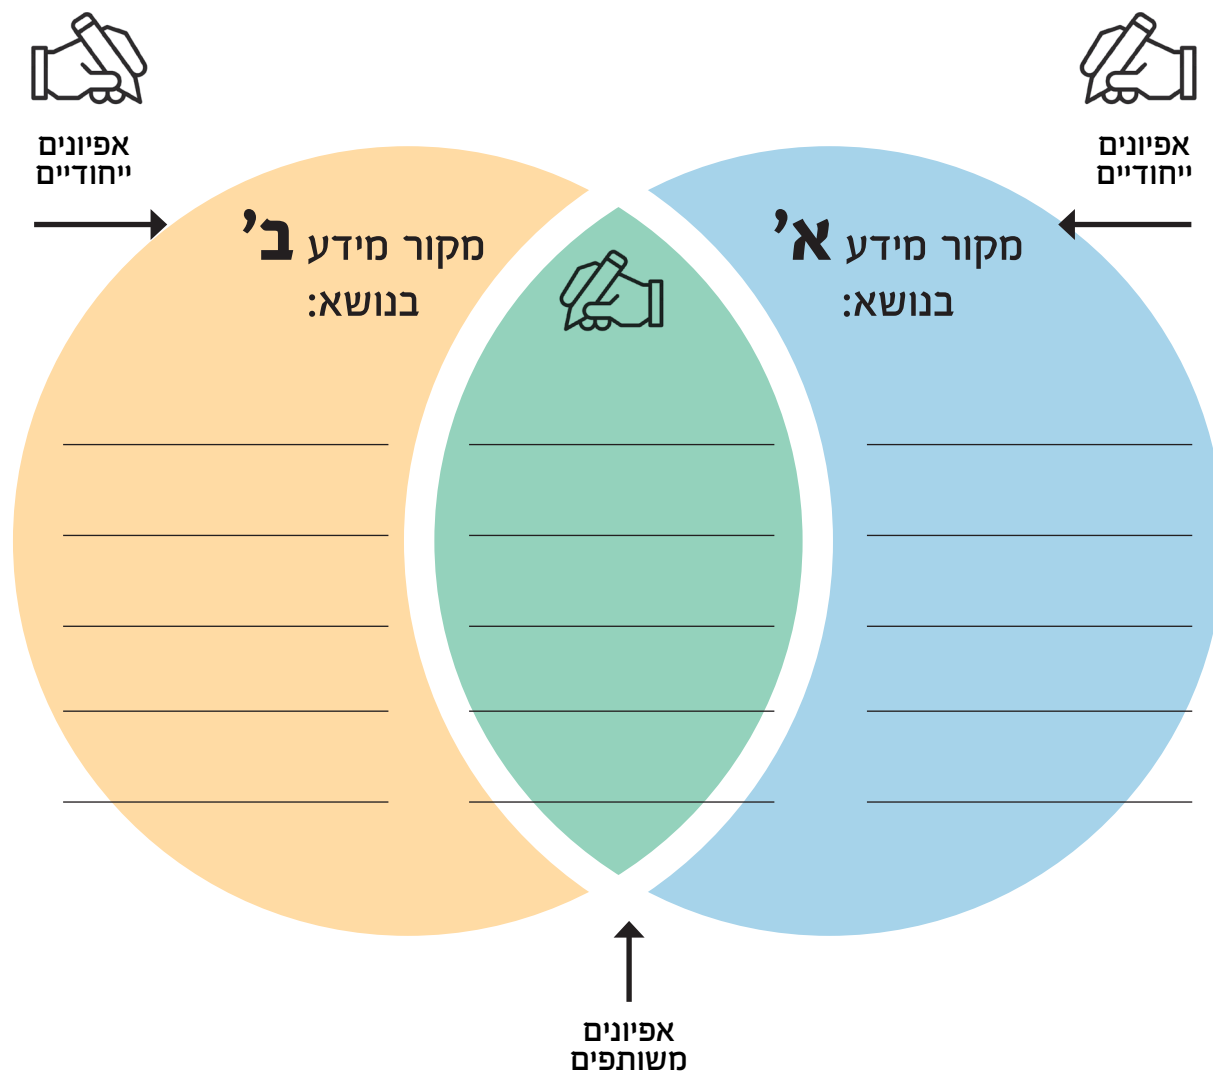 אפיונים
ייחודיים
מקור מידע א'
בנושא:
אפיונים
ייחודיים
מקור מידע ב'
בנושא:
אפיונים
משותפים